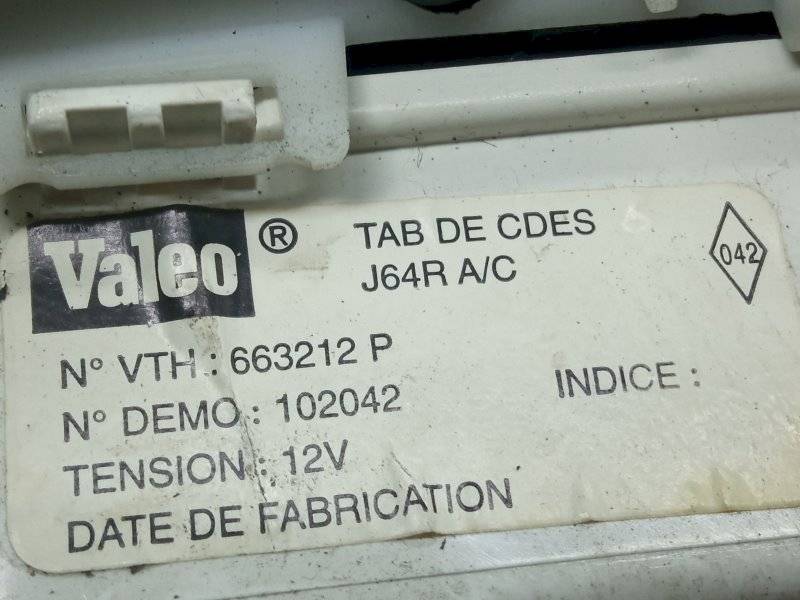 Valeo ® TAB DE CDES
J64R A/C
042
N° VTH : 663212 P
N° DEMO : 102042
INDICE :
TENSION : 12V
DATE DE FABRICATION